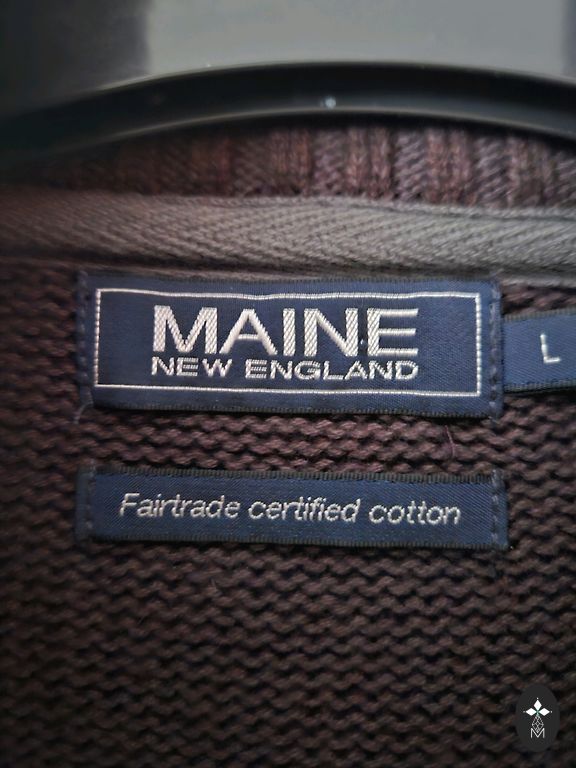 MAINE
NEW ENGLAND
L
Fairtrade certified cotton
M